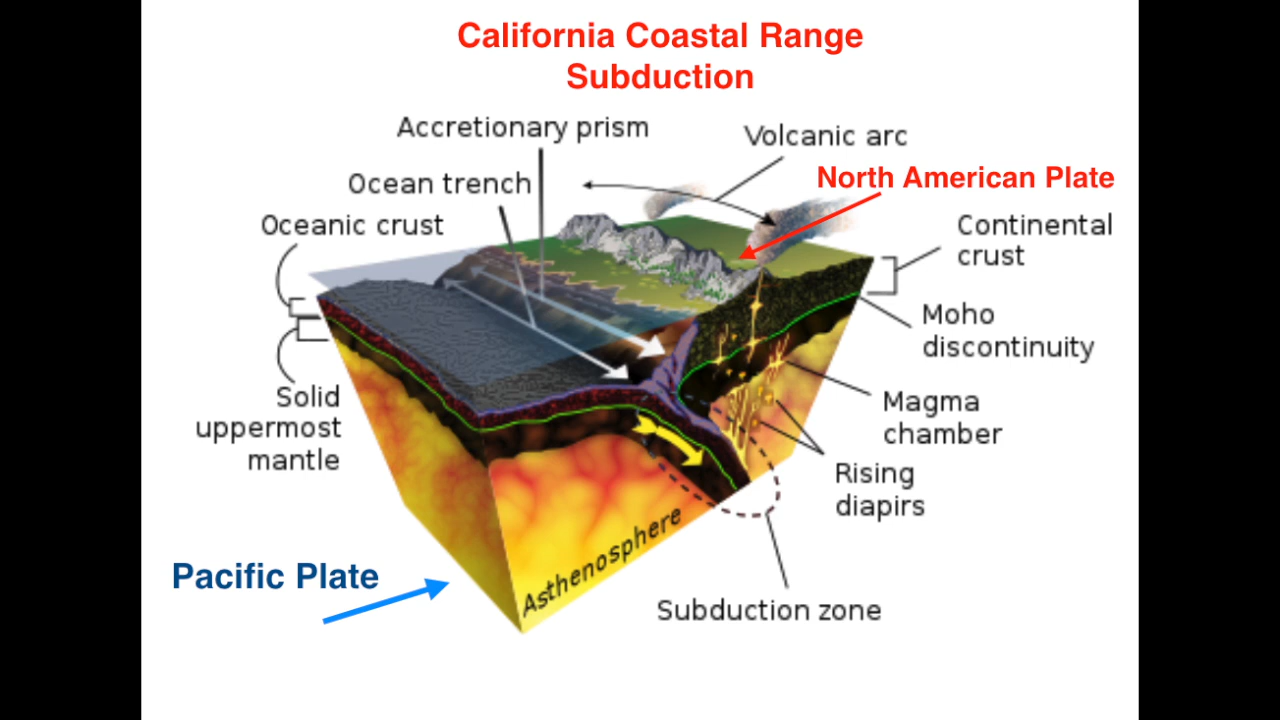 California Coastal Range
Subduction
Accretionary prism
Volcanic arc
Ocean trench
North American Plate
Oceanic crust
Continental
crust
Moho
discontinuity
Solid
uppermost
mantle
Magma
chamber
Rising
diapirs
Asthenosphere
Pacific Plate
Subduction zone